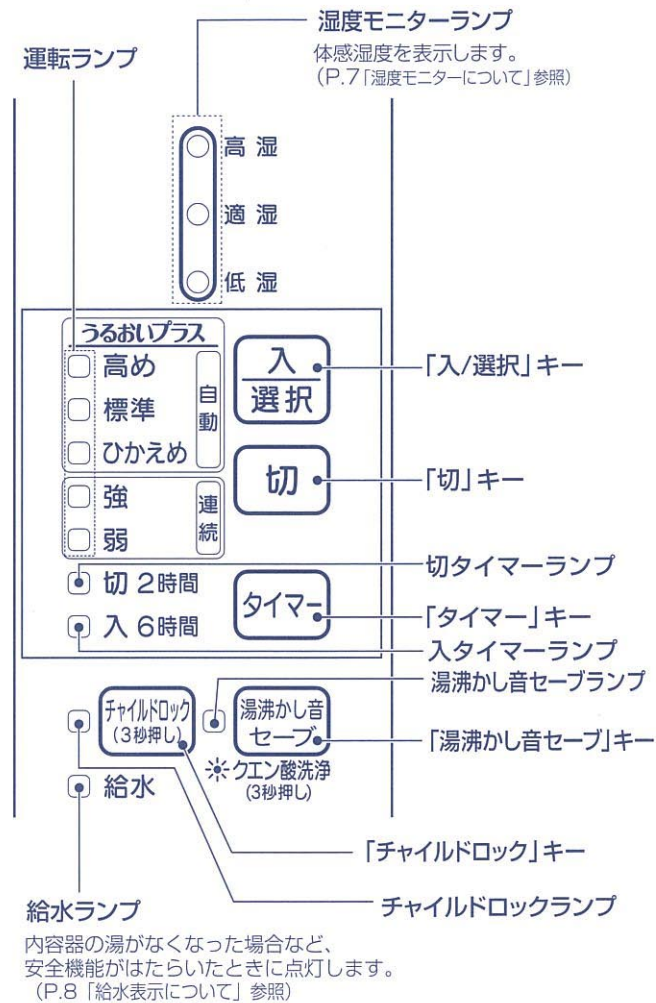 湿度モニターランプ
体感湿度を表示します。
(P.7「湿度モニターについて」参照)
運転ランプ
高湿
適湿
低湿
うるおいプラス
高め
標準
ひかえめ
自動
強
弱
連続
切 2時間
入 6時間
入
選択
切
タイマー
「入/選択」キー
「切」キー
切タイマーランプ
「タイマー」キー
入タイマーランプ
湯沸かし音セーブランプ
「湯沸かし音セーブ」キー
チャイルドロック
(3秒押し)
湯沸かし音
セーブ
クエン酸洗浄
(3秒押し)
給水
「チャイルドロック」キー
チャイルドロックランプ
給水ランプ
内容器の湯がなくなった場合など、
安全機能がはたらいたときに点灯します。
(P.8「給水表示について」参照)